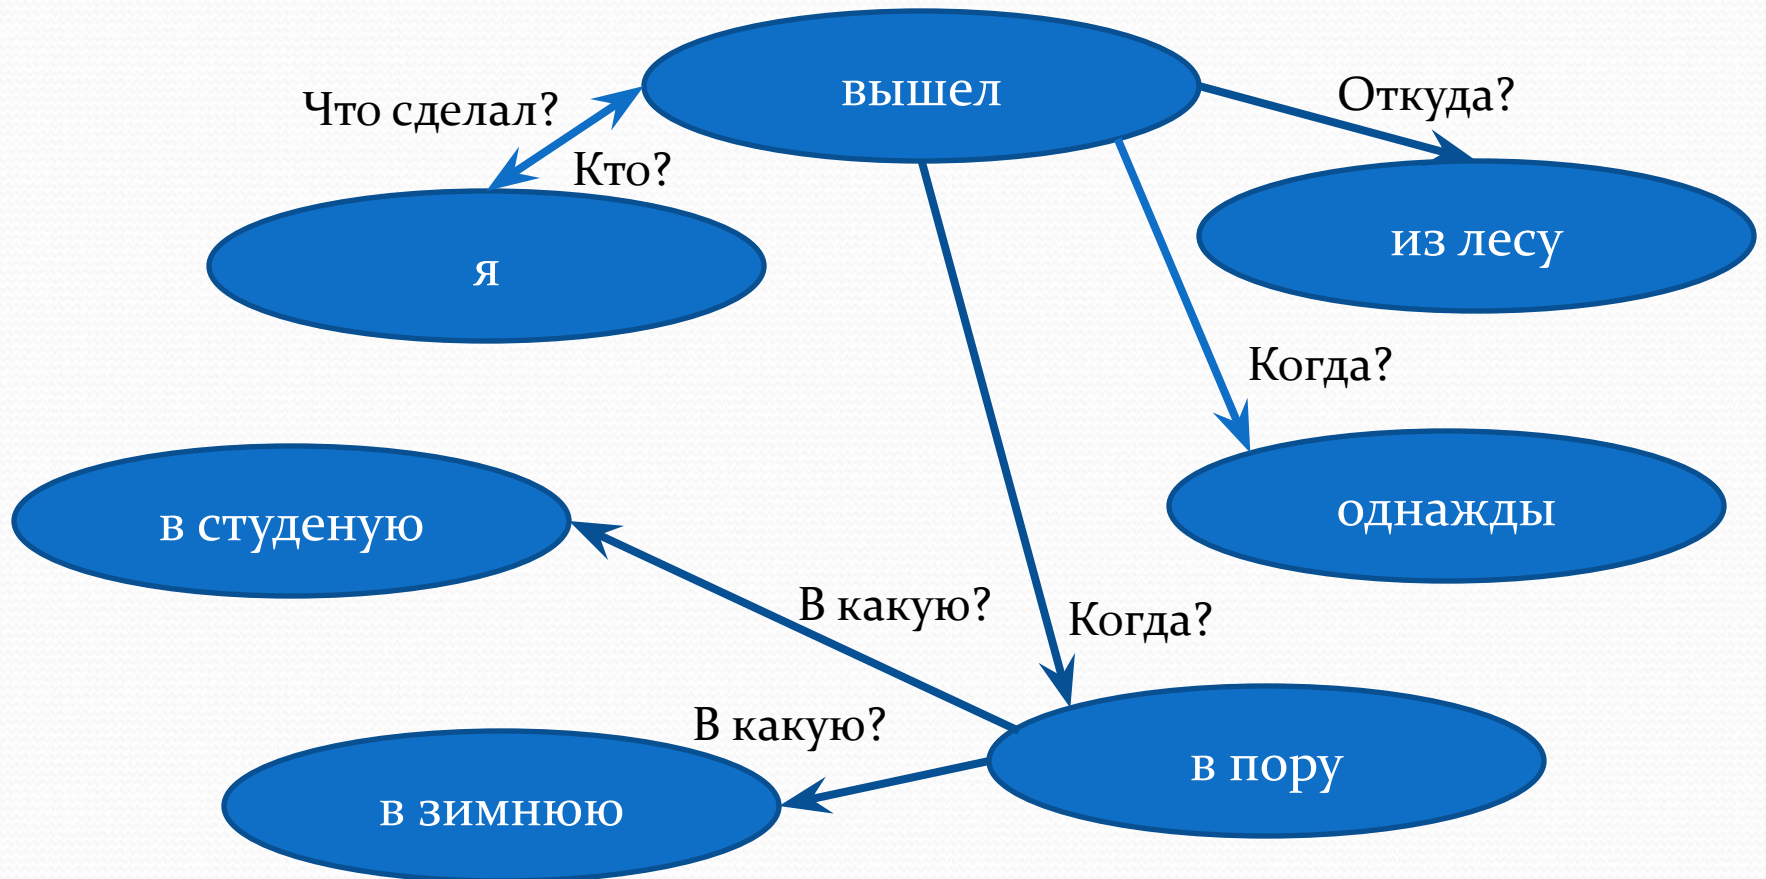 вышел
Откуда?
Что сделал?
Кто?
из лесу
я
Когда?
однажды
в студеную
В какую?
Когда?
В какую?
в пору
в зимнюю